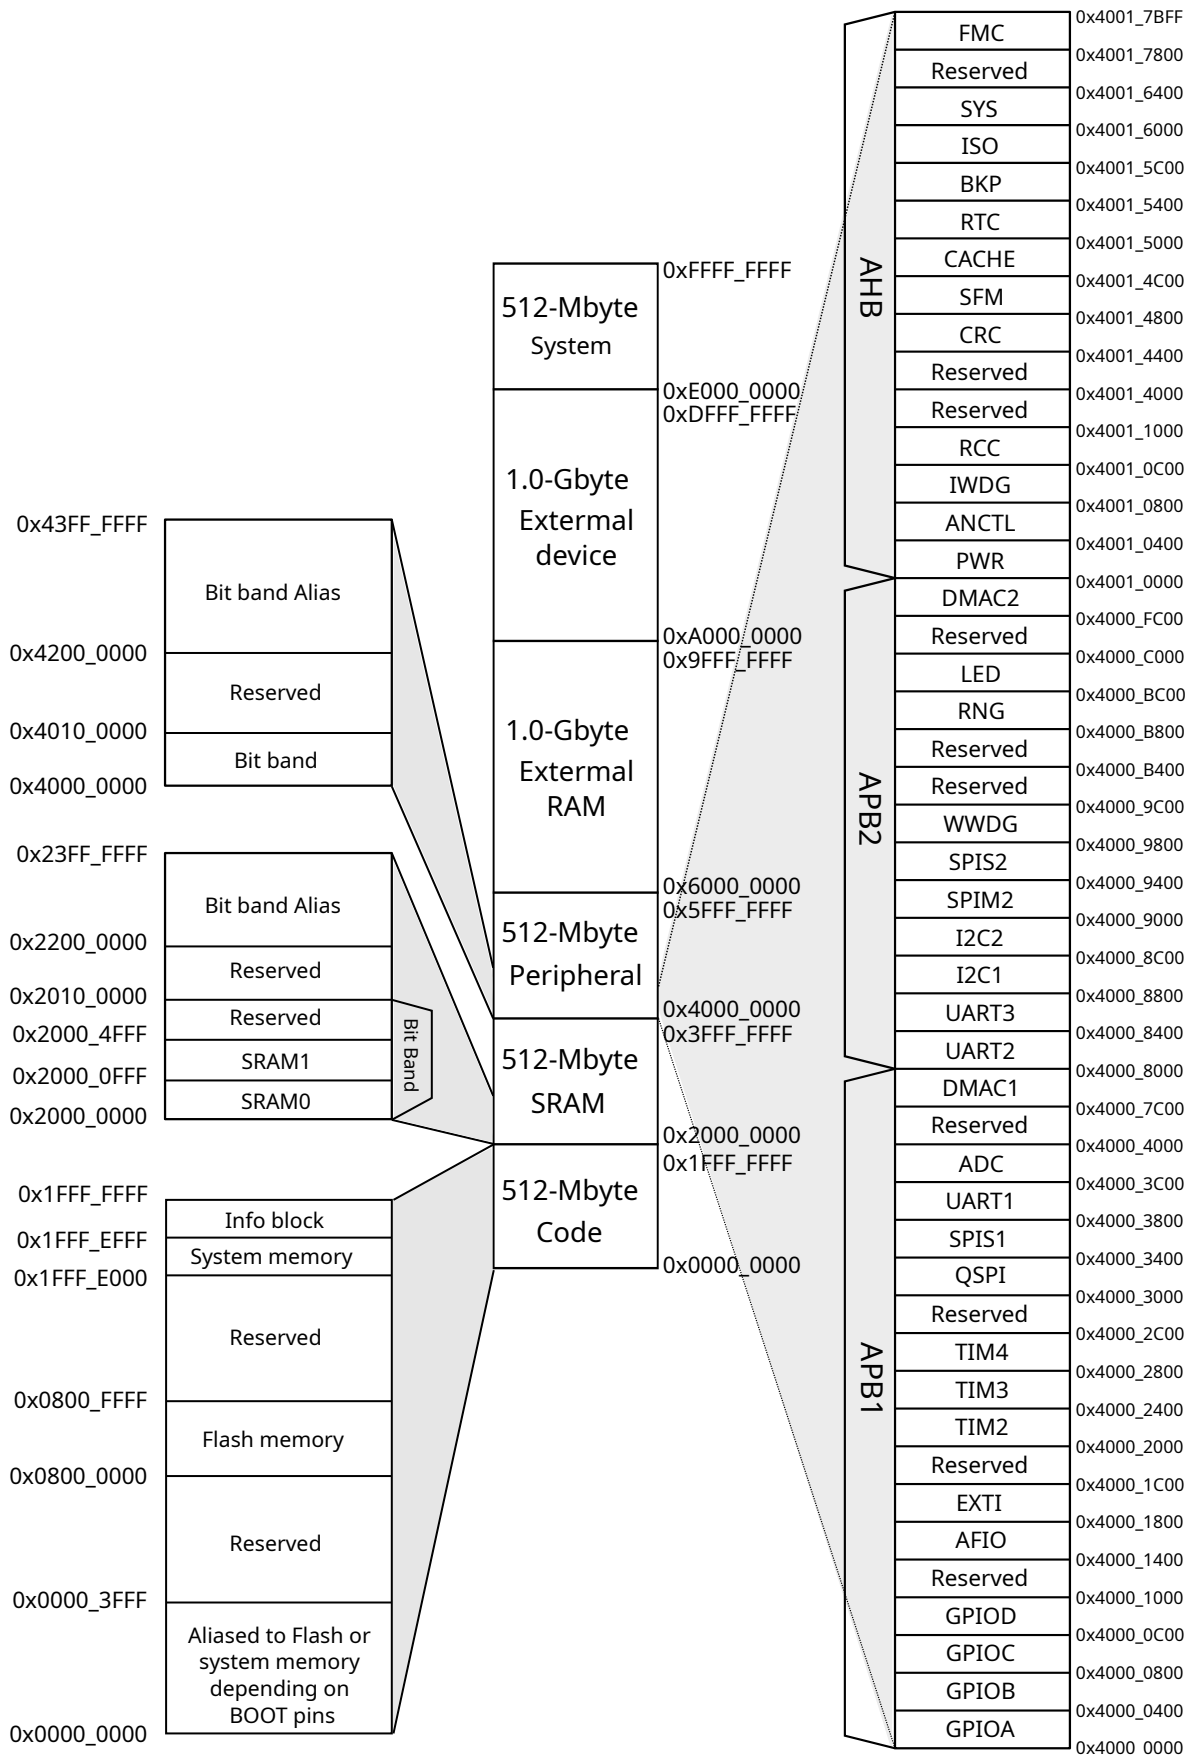 0x43FF_FFFF
Bit band Alias
0x4200_0000
Reserved
0x4010_0000
Bit band
0x4000_0000
0x23FF_FFFF
Bit band Alias
0x2200_0000
Reserved
0x2010_0000
Reserved
0x2000_4FFF
SRAM1
0x2000_0FFF
SRAM0
0x2000_0000
Bit Band
0x1FFF_FFFF
Info block
0x1FFF_EFFF
System memory
0x1FFF_E000
Reserved
0x0800_FFFF
Flash memory
0x0800_0000
Reserved
0x0000_3FFF
Aliased to Flash or
system memory
depending on
BOOT pins
0x0000_0000
0xFFFF_FFFF
512-Mbyte
System
0xE000_0000
0xDFFF_FFFF
1.0-Gbyte
Extermal
device
0xA000_0000
0x9FFF_FFFF
1.0-Gbyte
Extermal
RAM
0x6000_0000
0x5FFF_FFFF
512-Mbyte
Peripheral
0x4000_0000
0x3FFF_FFFF
512-Mbyte
SRAM
0x2000_0000
0x1FFF_FFFF
512-Mbyte
Code
0x0000_0000
AHB
APB2
APB1
0x4001_7BFF
FMC
0x4001_7800
Reserved
0x4001_6400
SYS
0x4001_6000
ISO
0x4001_5C00
BKP
0x4001_5400
RTC
0x4001_5000
CACHE
0x4001_4C00
SFM
0x4001_4800
CRC
0x4001_4400
Reserved
0x4001_4000
Reserved
0x4001_1000
RCC
0x4001_0C00
IWDG
0x4001_0800
ANCTL
0x4001_0400
PWR
0x4001_0000
DMAC2
0x4000_FC00
Reserved
0x4000_C000
LED
0x4000_BC00
RNG
0x4000_B800
Reserved
0x4000_B400
Reserved
0x4000_9C00
WWDG
0x4000_9800
SPIS2
0x4000_9400
SPIM2
0x4000_9000
I2C2
0x4000_8C00
I2C1
0x4000_8800
UART3
0x4000_8400
UART2
0x4000_8000
DMAC1
0x4000_7C00
Reserved
0x4000_4000
ADC
0x4000_3C00
UART1
0x4000_3800
SPIS1
0x4000_3400
QSPI
0x4000_3000
Reserved
0x4000_2C00
TIM4
0x4000_2800
TIM3
0x4000_2400
TIM2
0x4000_2000
Reserved
0x4000_1C00
EXTI
0x4000_1800
AFIO
0x4000_1400
Reserved
0x4000_1000
GPIOD
0x4000_0C00
GPIOC
0x4000_0800
GPIOB
0x4000_0400
GPIOA
0x4000_0000